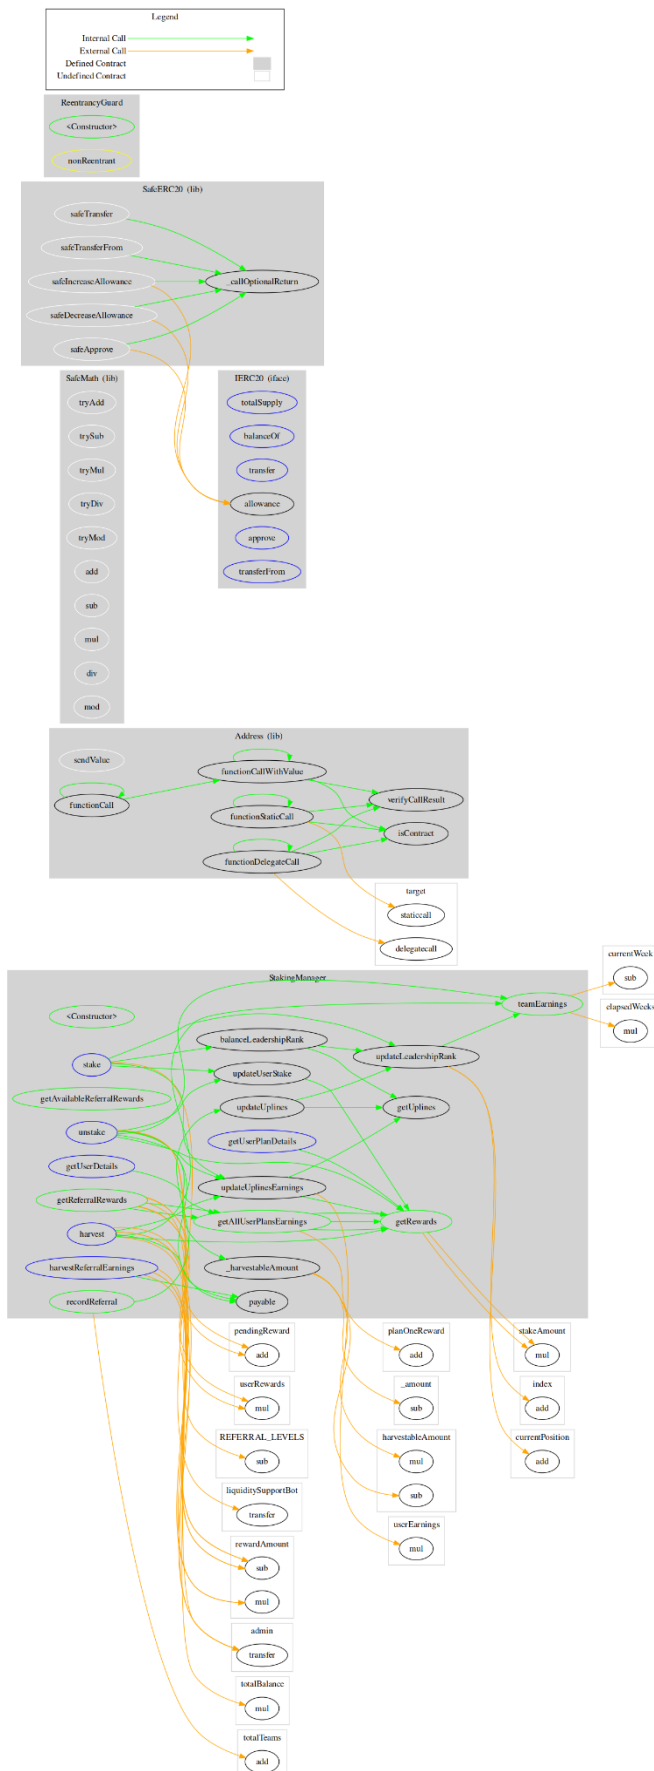 Legend
Internal Call
External Call
Defined Contract
Undefined Contract
ReentrancyGuard
<Constructor>
nonReentrant
SafeERC20 (lib)
safeTransfer
safeTransferFrom
safeIncreaseAllowance
_callOptionalReturn
safeDecreaseAllowance
safeApprove
SafeMath (lib)
tryAdd
trySub
tryMul
tryDiv
tryMod
add
sub
mul
div
mod
IERC20 (iface)
totalSupply
balanceOf
transfer
allowance
approve
transferFrom
Address (lib)
sendValue
functionCall
functionCallWithValue
functionStaticCall
functionDelegateCall
verifyCallResult
isContract
target
staticcall
delegatecall
StakingManager
<Constructor>
stake
getAvailableReferralRewards
unstake
getUserDetails
getReferralRewards
harvest
harvestReferralEarnings
recordReferral
balanceLeadershipRank
updateUserStake
updateUplines
getUserPlanDetails
updateUplinesEarnings
getAllUserPlansEarnings
_harvestableAmount
payable
updateLeadershipRank
getUplines
getRewards
teamEarnings
currentWeek
sub
elapsedWeeks
mul
pendingReward
add
userRewards
mul
REFERRAL_LEVELS
sub
liquiditySupportBot
transfer
rewardAmount
sub
mul
admin
transfer
totalBalance
mul
totalTeams
add
planOneReward
add
_amount
sub
harvestableAmount
mul
sub
userEarnings
mul
stakeAmount
mul
index
add
currentPosition
add